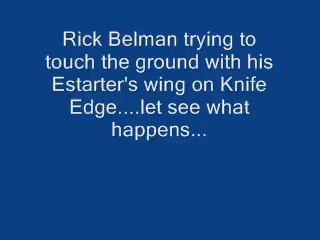 Rick Belman trying to
touch the ground with his
Estarter's wing on Knife
Edge....let see what
happens...